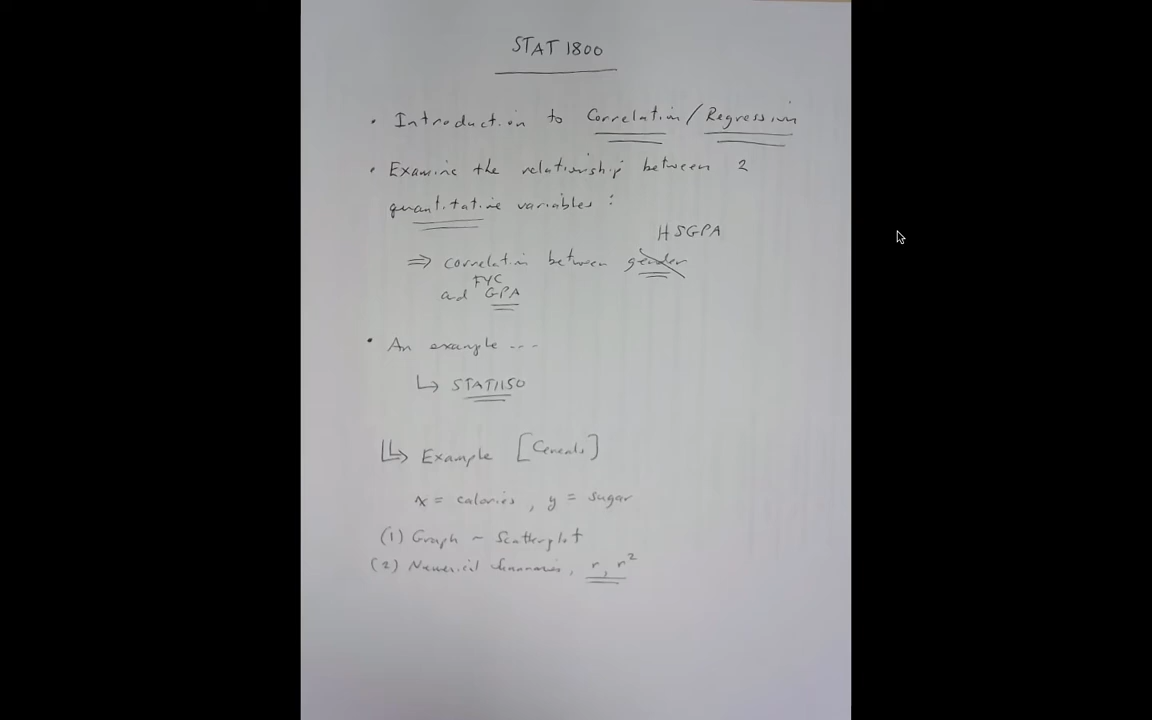 STAT 1800
• Introduction to Correlation / Regression
• Examine the relationship between 2
quantitative variables :
HSGPA
⇒ correlation between gender
FYC
and GPA
• An example ---
↳ STAT1150
↳ Example [Cereals]
x = calories , y = sugar
(1) Graph ~ Scatterplot
(2) Numerical Summaries, r, r²